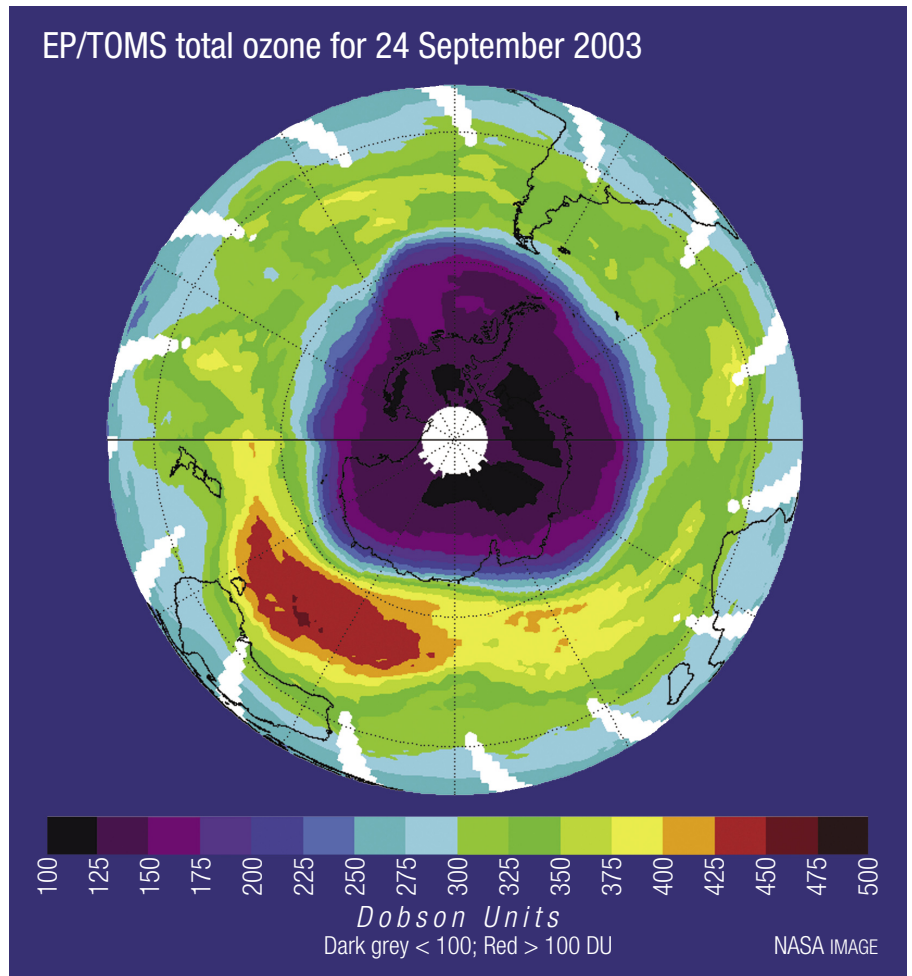 EP/TOMS total ozone for 24 September 2003
100 125 150 175 200 225 250 275 300 325 350 375 400 425 450 475 500
Dobson Units
Dark grey < 100; Red > 100 DU
NASA IMAGE